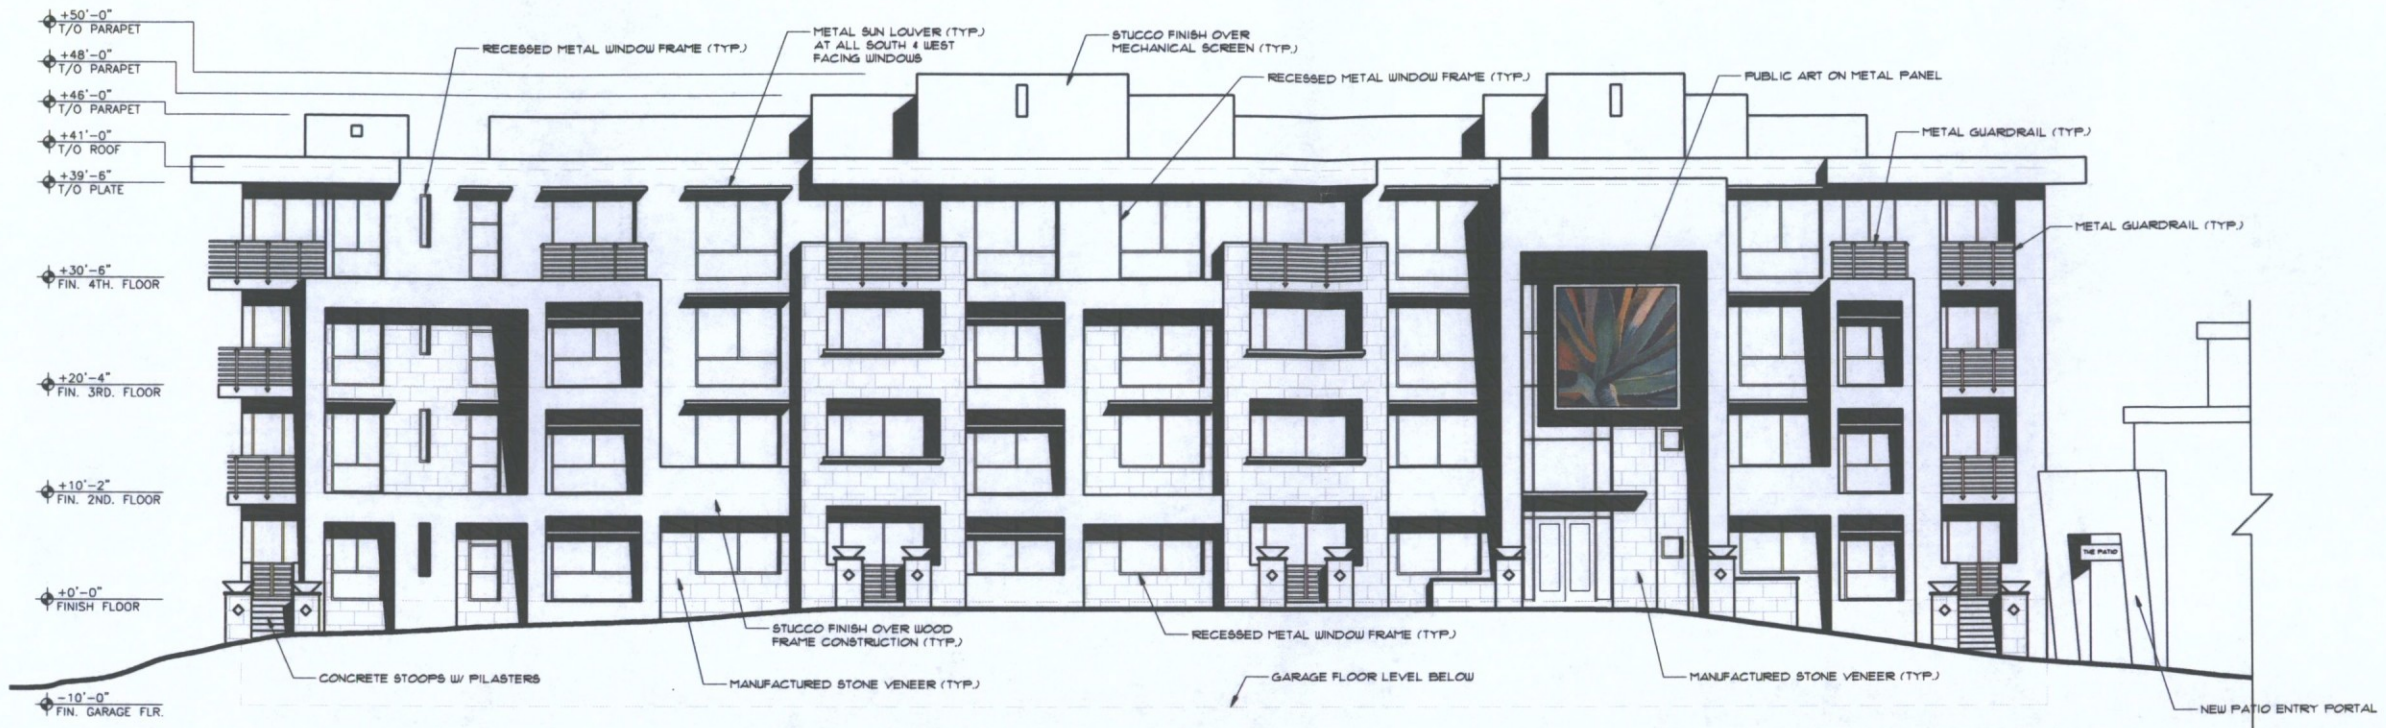 +50'-0"
T/O PARAPET
+48'-0"
T/O PARAPET
+46'-0"
T/O PARAPET
+41'-0"
T/O ROOF
+39'-6"
T/O PLATE
+30'-6"
FIN. 4TH. FLOOR
+20'-4"
FIN. 3RD. FLOOR
+10'-2"
FIN. 2ND. FLOOR
+0'-0"
FINISH FLOOR
-10'-0"
FIN. GARAGE FLR.
RECESSED METAL WINDOW FRAME (TYP.)
METAL SUN LOUVER (TYP.)
AT ALL SOUTH & WEST
FACING WINDOWS
STUCCO FINISH OVER
MECHANICAL SCREEN (TYP.)
RECESSED METAL WINDOW FRAME (TYP.)
PUBLIC ART ON METAL PANEL
METAL GUARDRAIL (TYP.)
METAL GUARDRAIL (TYP.)
THE PATIO
CONCRETE STOOPS W/ PILASTERS
STUCCO FINISH OVER WOOD
FRAME CONSTRUCTION (TYP.)
MANUFACTURED STONE VENEER (TYP.)
RECESSED METAL WINDOW FRAME (TYP.)
GARAGE FLOOR LEVEL BELOW
MANUFACTURED STONE VENEER (TYP.)
NEW PATIO ENTRY PORTAL